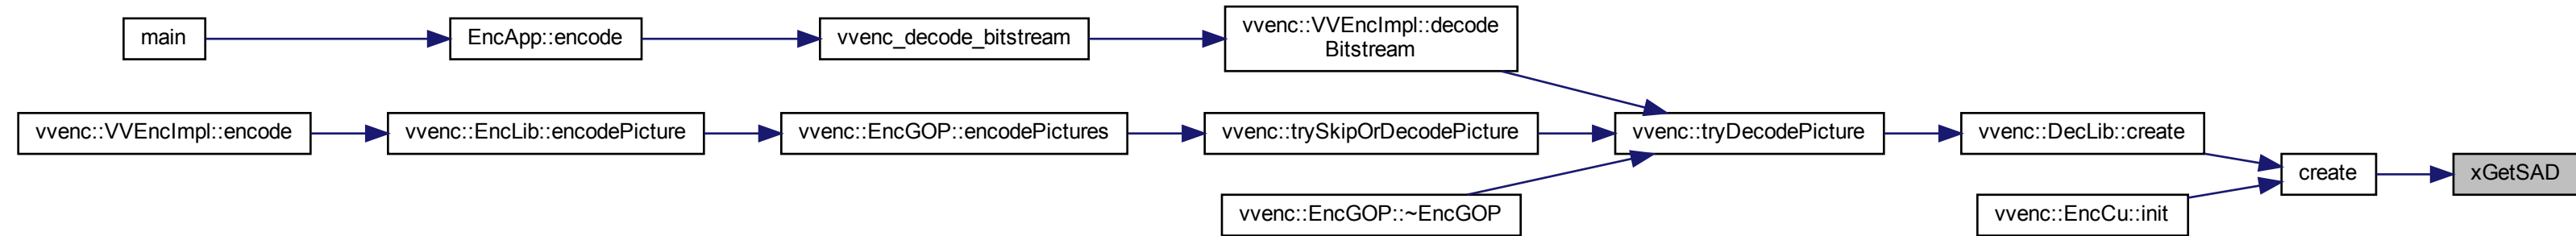 main
EncApp::encode
vvenc_decode_bitstream
vvenc::VVEncImpl::decode
Bitstream
vvenc::VVEncImpl::encode
vvenc::EncLib::encodePicture
vvenc::EncGOP::encodePictures
vvenc::trySkipOrDecodePicture
vvenc::tryDecodePicture
vvenc::DecLib::create
create
xGetSAD
vvenc::EncGOP::~EncGOP
vvenc::EncCu::init